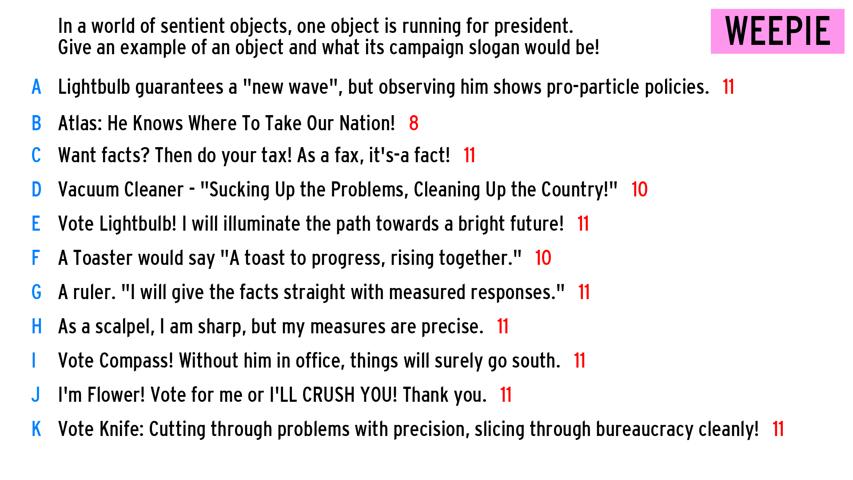 In a world of sentient objects, one object is running for president.
Give an example of an object and what its campaign slogan would be!
WEEPIE
A Lightbulb guarantees a "new wave", but observing him shows pro-particle policies. 11
B Atlas: He Knows Where To Take Our Nation! 8
C Want facts? Then do your tax! As a fax, it's-a fact! 11
D Vacuum Cleaner - "Sucking Up the Problems, Cleaning Up the Country!" 10
E Vote Lightbulb! I will illuminate the path towards a bright future! 11
F A Toaster would say "A toast to progress, rising together." 10
G A ruler. "I will give the facts straight with measured responses." 11
H As a scalpel, I am sharp, but my measures are precise. 11
I Vote Compass! Without him in office, things will surely go south. 11
J I'm Flower! Vote for me or I'LL CRUSH YOU! Thank you. 11
K Vote Knife: Cutting through problems with precision, slicing through bureaucracy cleanly! 11